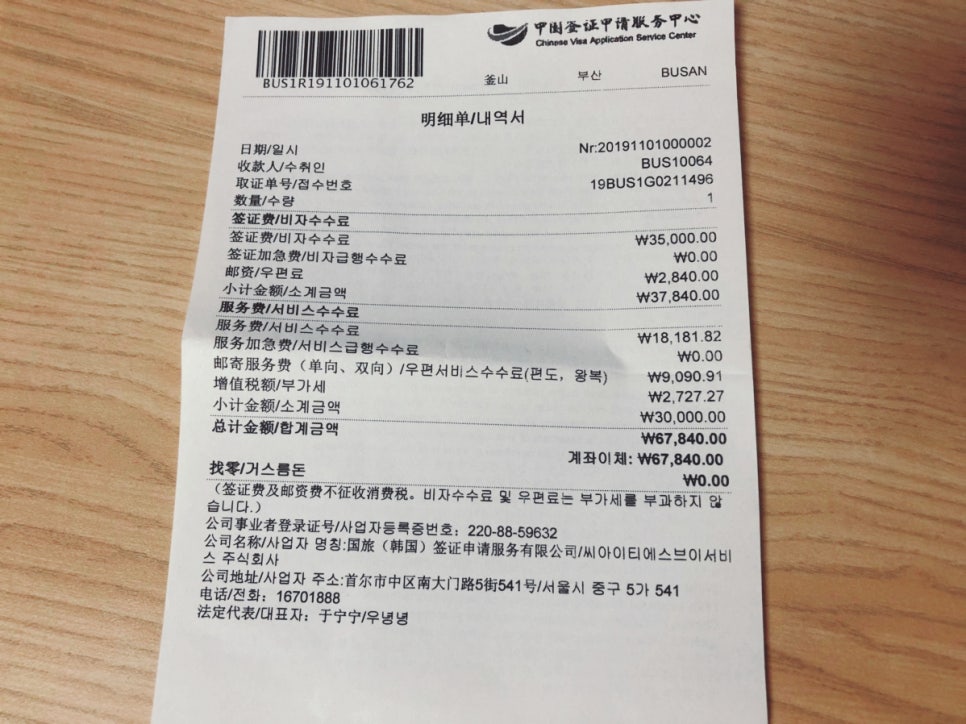 中国签证申请服务中心
Chinese Visa Application Service Center
BUS1R191101061762
釜山 부산 BUSAN
明细单/내역서
日期/일시 Nr:20191101000002
收款人/수취인 BUS10064
取证单号/접수번호 19BUS1G0211496
数量/수량 1
签证费/비자수수료
签证费/비자수수료 ₩35,000.00
签证加急费/비자급행수수료 ₩0.00
邮资/우편료 ₩2,840.00
小计金额/소계금액 ₩37,840.00
服务费/서비스수수료
服务费/서비스수수료 ₩18,181.82
服务加急费/서비스급행수수료 ₩0.00
邮寄服务费（单向、双向）/우편서비스수수료(편도, 왕복) ₩9,090.91
增值税额/부가세 ₩2,727.27
小计金额/소계금액 ₩30,000.00
总计金额/합계금액 ₩67,840.00
계좌이체: ₩67,840.00
找零/거스름돈 ₩0.00
（签证费及邮资费不征收消费税。비자수수료 및 우편료는 부가세를 부과하지 않
습니다.）
公司事业者登录证号/사업자등록증번호: 220-88-59632
公司名称/사업자 명칭:国旅（韩国）签证申请服务有限公司/씨아이티에스브이서비
스 주식회사
公司地址/사업자 주소:首尔市中区南大门路5街541号/서울시 중구 5가 541
电话/전화: 16701888
法定代表/대표자: 于宁宁/우녕녕